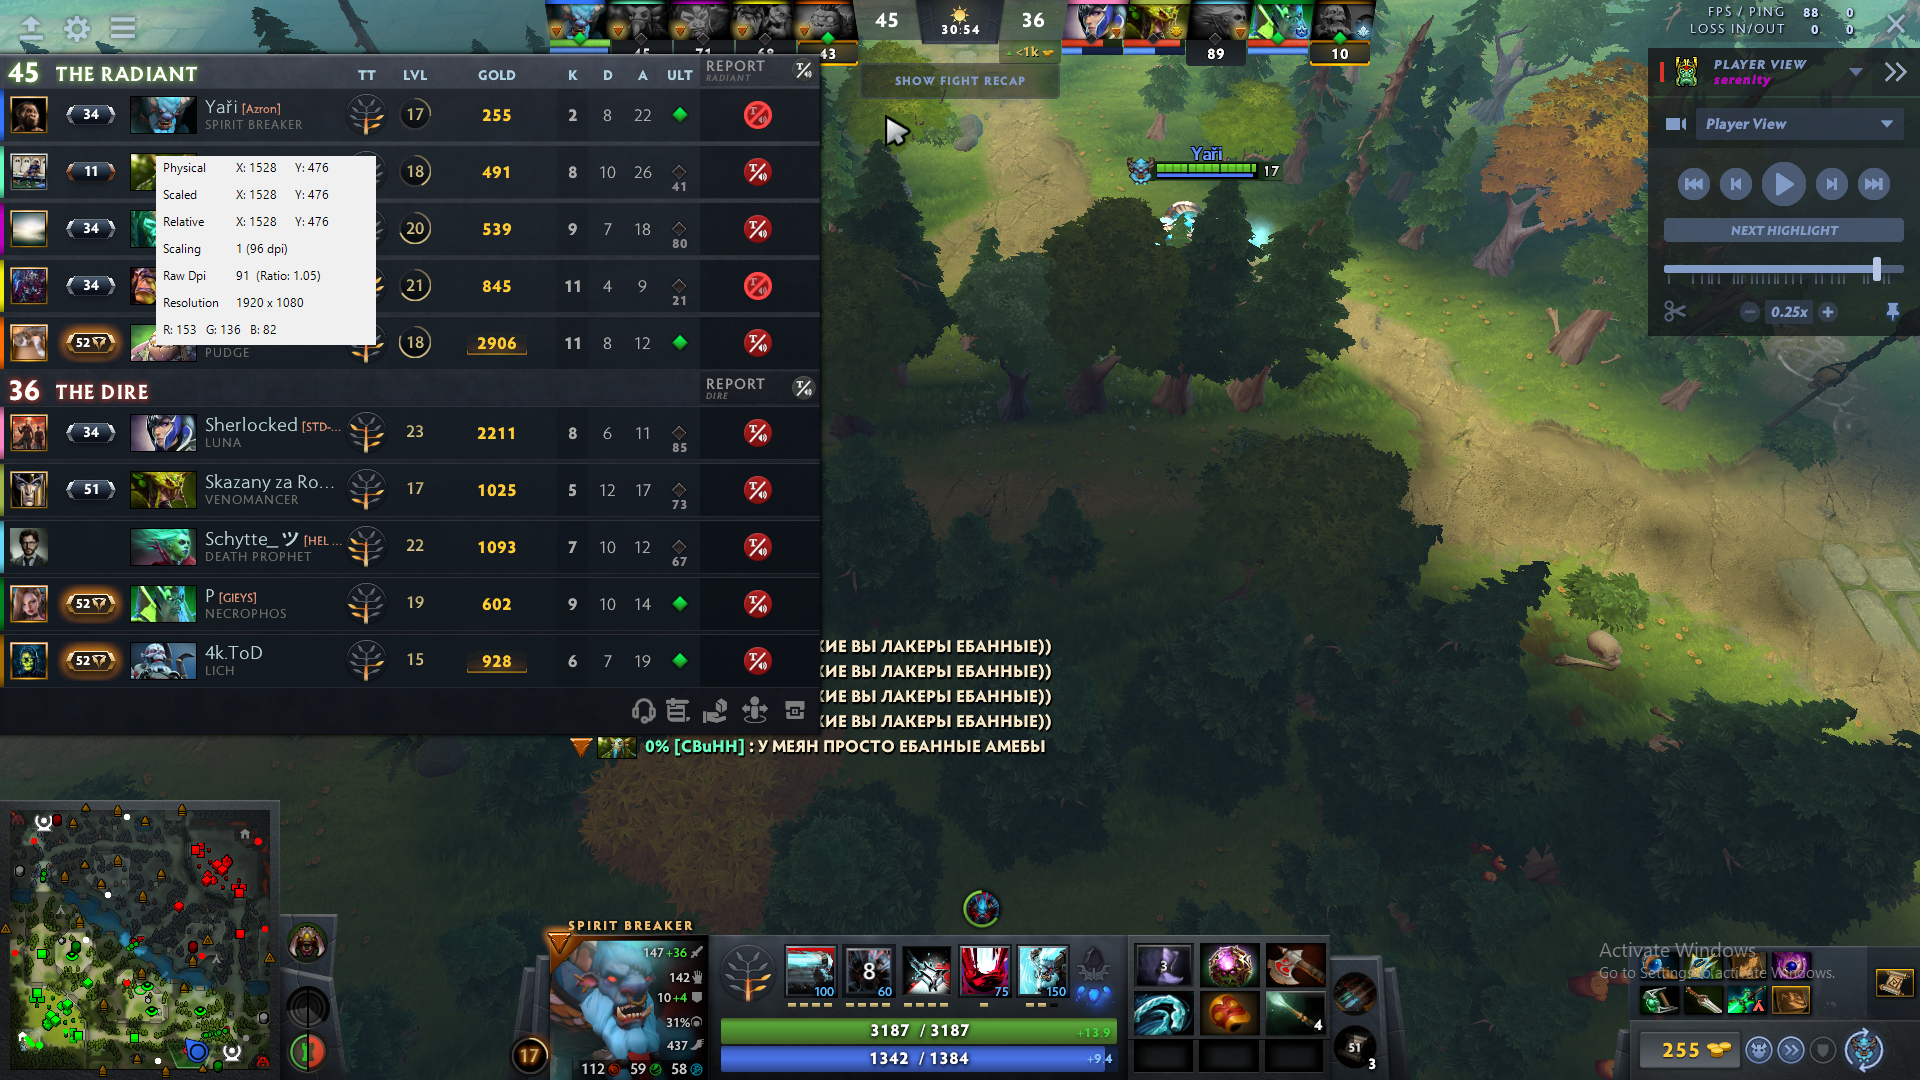 45
30:54
36
FPS / PING 88 0
LOSS IN/OUT 0 0
43
89
10
<1k
SHOW FIGHT RECAP
45 THE RADIANT TT LVL GOLD K D A ULT REPORT RADIANT
34 Yaři [Azron] SPIRIT BREAKER 17 255 2 8 22
11 18 491 8 10 26 41
34 20 539 9 7 18 80
34 21 845 11 4 9 21
52 PUDGE 18 2906 11 8 12
Physical X: 1528 Y: 476
Scaled X: 1528 Y: 476
Relative X: 1528 Y: 476
Scaling 1 (96 dpi)
Raw Dpi 91 (Ratio: 1.05)
Resolution 1920 x 1080
R: 153 G: 136 B: 82
36 THE DIRE REPORT DIRE
34 Sherlocked [STD-... LUNA 23 2211 8 6 11 85
51 Skazany za Ro... VENOMANCER 17 1025 5 12 17 73
Schytte_ツ [HEL ... DEATH PROPHET 22 1093 7 10 12 67
52 P [GIEYS] NECROPHOS 19 602 9 10 14
52 4k.ToD LICH 15 928 6 7 19
Yaři
17
PLAYER VIEW
serenity
Player View
NEXT HIGHLIGHT
0.25x
КИЕ ВЫ ЛАКЕРЫ ЕБАННЫЕ))
КИЕ ВЫ ЛАКЕРЫ ЕБАННЫЕ))
КИЕ ВЫ ЛАКЕРЫ ЕБАННЫЕ))
КИЕ ВЫ ЛАКЕРЫ ЕБАННЫЕ))
0% [CBuHH] : У МЕЯН ПРОСТО ЕБАННЫЕ АМЕБЫ
SPIRIT BREAKER
147 +36
142
10 +4
31%
437
17
112 59 58
100 8 60 75 150
3187 / 3187 +13.9
1342 / 1384 +9.4
3
4
51
3
Activate Windows
Go to Settings to activate Windows.
255